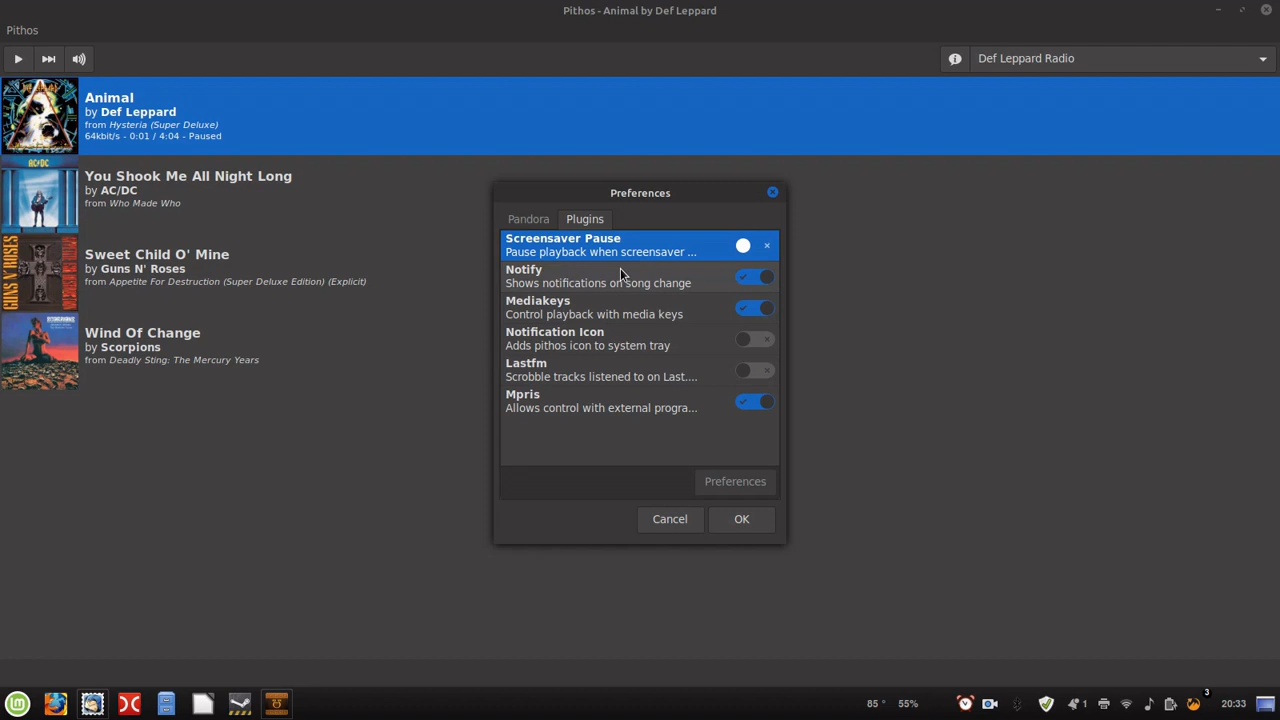 Pithos - Animal by Def Leppard
Pithos
Def Leppard Radio
Animal
by Def Leppard
from Hysteria (Super Deluxe)
64kbit/s - 0:01 / 4:04 - Paused
AC/DC
You Shook Me All Night Long
by AC/DC
from Who Made Who
GUNS N' ROSES
Sweet Child O' Mine
by Guns N' Roses
from Appetite For Destruction (Super Deluxe Edition) (Explicit)
Wind Of Change
by Scorpions
from Deadly Sting: The Mercury Years
Preferences
Pandora
Plugins
Screensaver Pause
Pause playback when screensaver ...
Notify
Shows notifications on song change
Mediakeys
Control playback with media keys
Notification Icon
Adds pithos icon to system tray
Lastfm
Scrobble tracks listened to on Last....
Mpris
Allows control with external progra...
Preferences
Cancel
OK
85 °
55%
1
3
20:33